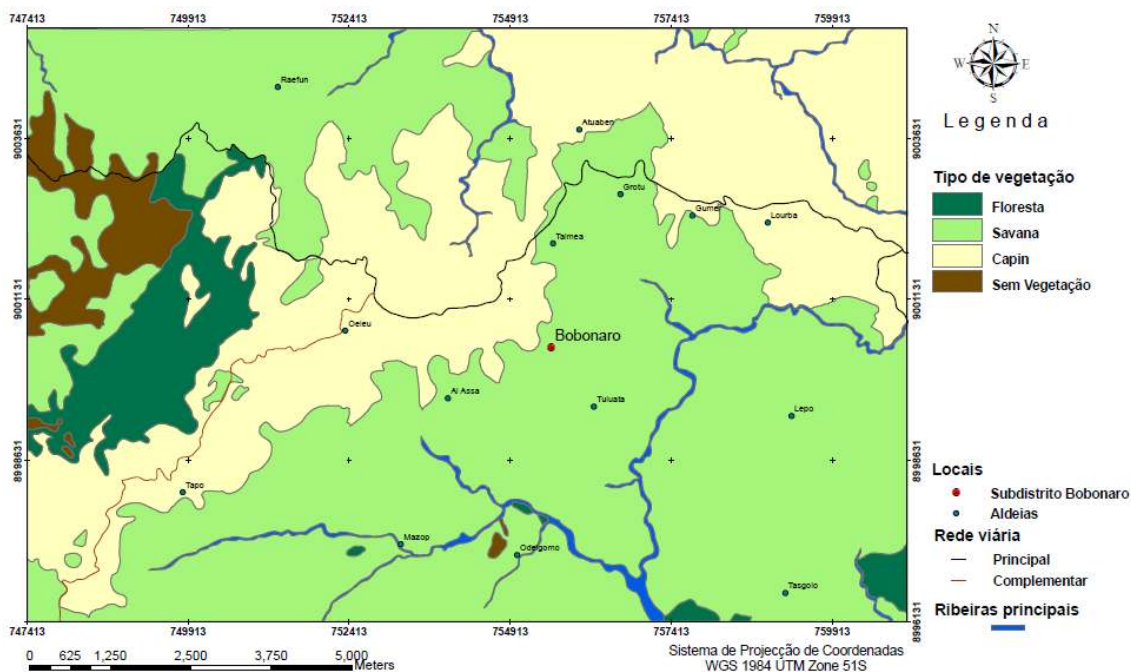 747413 749913 752413 754913 757413 759913
N
W E
S
Legenda
Raefun
Atuaben
9003631 9003631
Tipo de vegetação
Floresta
Savana
Capin
Sem Vegetação
Grotu
Gumei
Lourba
Taimea
9001131 9001131
Oeleu
Bobonaro
Ai Assa
Tuluata
Lepo
8998631 8998631
Locais
Subdistrito Bobonaro
Aldeias
Rede viária
Principal
Complementar
Ribeiras principais
Tapo
Mazop
Odelgomo
Tasgolo
8996131 8996131
747413 749913 752413 754913 757413 759913
0 625 1,250 2,500 3,750 5,000
Meters
Sistema de Projecção de Coordenadas
WGS 1984 UTM Zone 51S